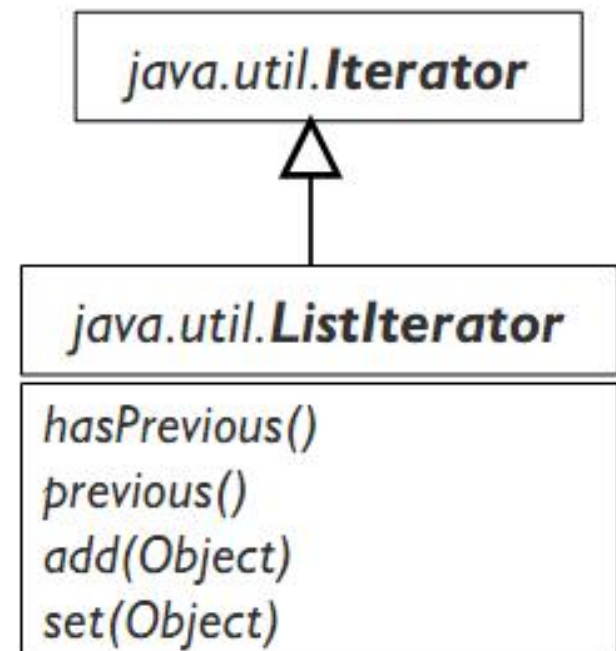 java.util.Iterator
java.util.ListIterator
hasPrevious()
previous()
add(Object)
set(Object)